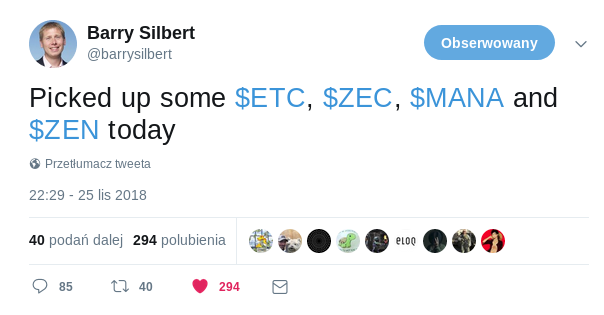 Barry Silbert
@barrysilbert
Obserwowany
Picked up some $ETC, $ZEC, $MANA and
$ZEN today
Przetłumacz tweeta
22:29 - 25 lis 2018
40 podań dalej 294 polubienia
eloq
85 40 294